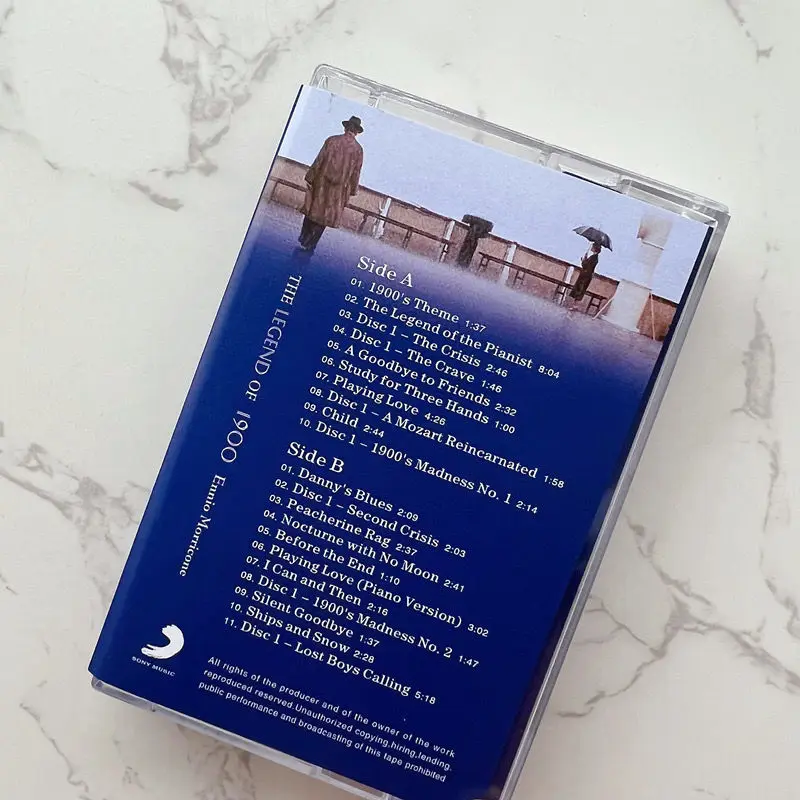 THE LEGEND OF 1900 Ennio Morricone
SONY MUSIC
Side A
01. 1900's Theme 1:37
02. The Legend of the Pianist 8:04
03. Disc 1 – The Crisis 2:46
04. Disc 1 – The Crave 1:46
05. A Goodbye to Friends 2:32
06. Study for Three Hands 1:00
07. Playing Love 4:26
08. Disc 1 – A Mozart Reincarnated 1:58
09. Child 2:44
10. Disc 1 – 1900's Madness No. 1 2:14
Side B
01. Danny's Blues 2:09
02. Disc 1 – Second Crisis 2:03
03. Peacherine Rag 2:37
04. Nocturne with No Moon 2:41
05. Before the End 1:10
06. Playing Love (Piano Version) 3:02
07. I Can and Then 2:16
08. Disc 1 – 1900's Madness No. 2 1:47
09. Silent Goodbye 1:37
10. Ships and Snow 2:28
11. Disc 1 – Lost Boys Calling 5:18
All rights of the producer and of the owner of the work
reproduced reserved.Unauthorized copying,hiring,lending.
public performance and broadcasting of this tape prohibited